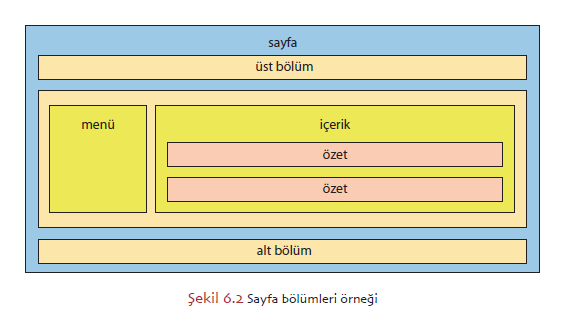 sayfa
üst bölüm
menü
içerik
özet
özet
alt bölüm
Şekil 6.2 Sayfa bölümleri örneği